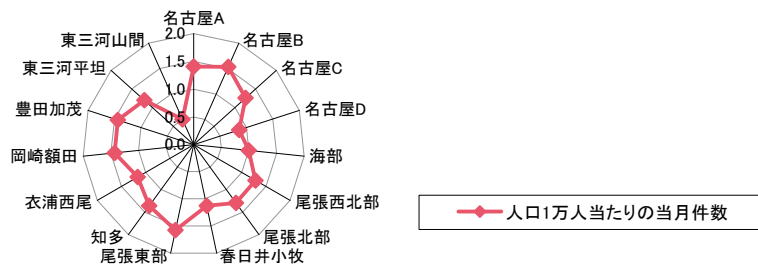 名古屋A
名古屋B
名古屋C
名古屋D
海部
尾張西北部
尾張北部
春日井小牧
尾張東部
知多
衣浦西尾
岡崎額田
豊田加茂
東三河平坦
東三河山間
2.0
1.5
1.0
0.5
0.0
人口1万人当たりの当月件数